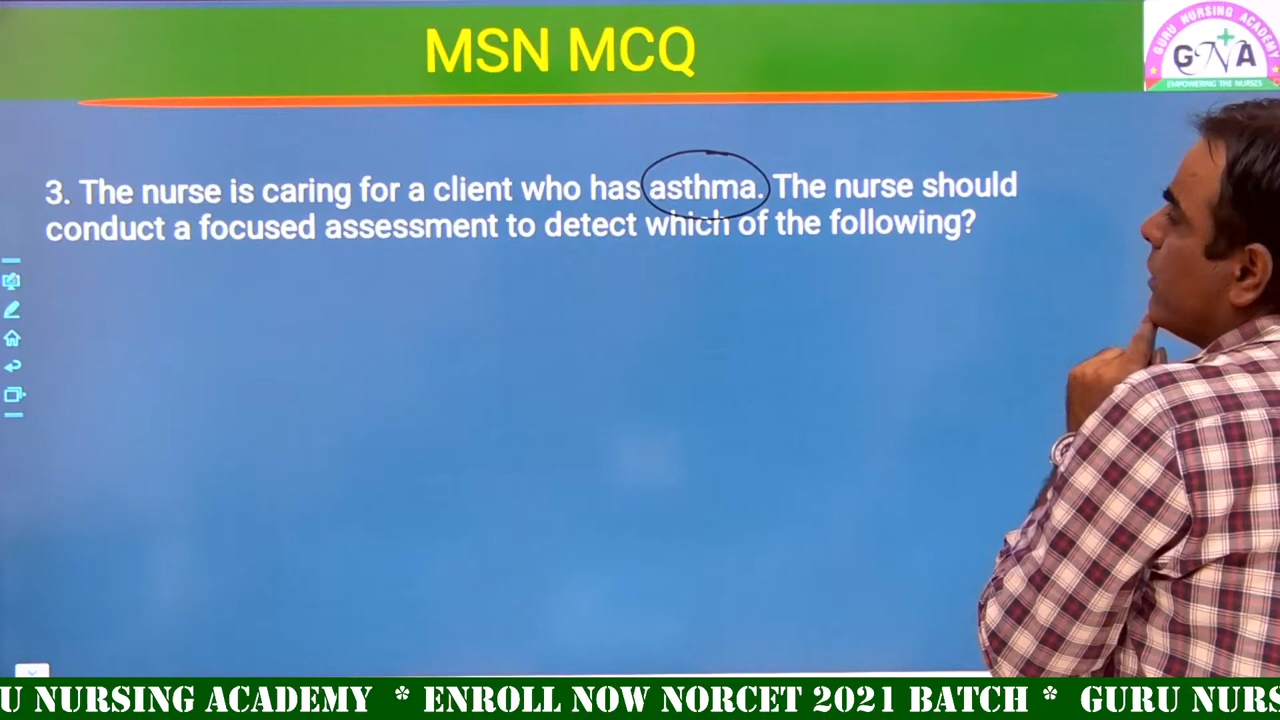 MSN MCQ
GURU NURSING ACADEMY
GNA
EMPOWERING THE NURSES
3. The nurse is caring for a client who has asthma. The nurse should
conduct a focused assessment to detect which of the following?
U NURSING ACADEMY * ENROLL NOW NORCET 2021 BATCH * GURU NURS